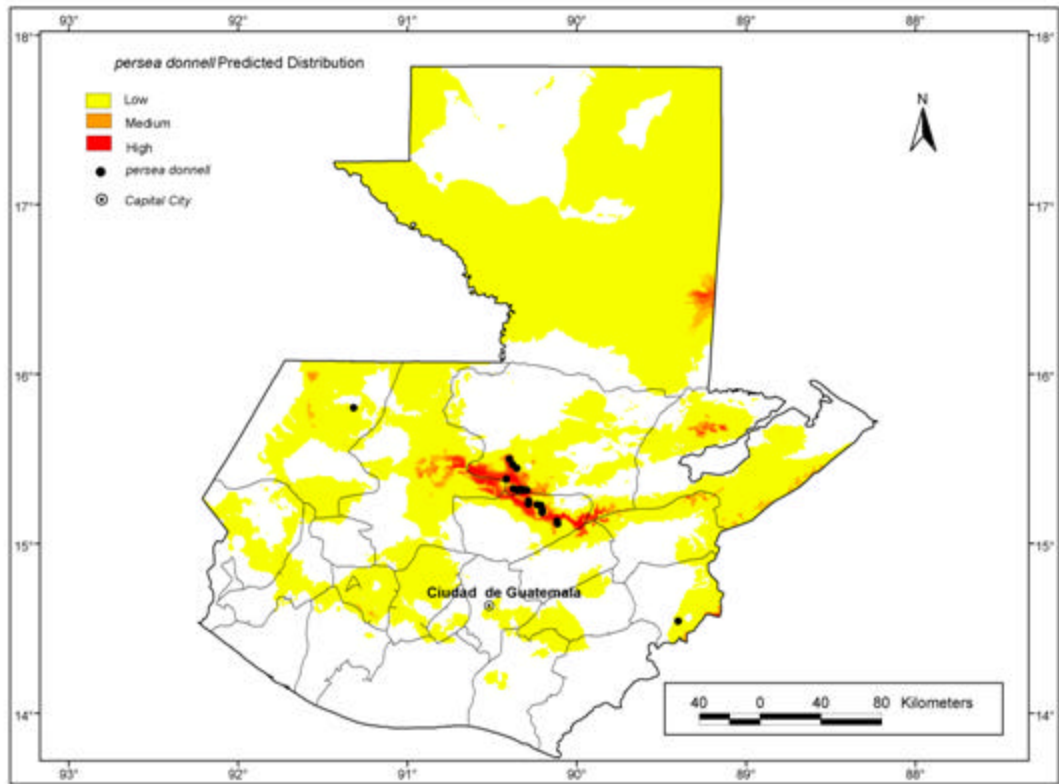 93° 92° 91° 90° 89° 88°
18° 18°
persea donnell Predicted Distribution
Low
Medium
High
persea donnell
Capital City
N
17° 17°
16° 16°
15° 15°
Ciudad de Guatemala
40 0 40 80 Kilometers
14° 14°
93° 92° 91° 90° 89° 88°